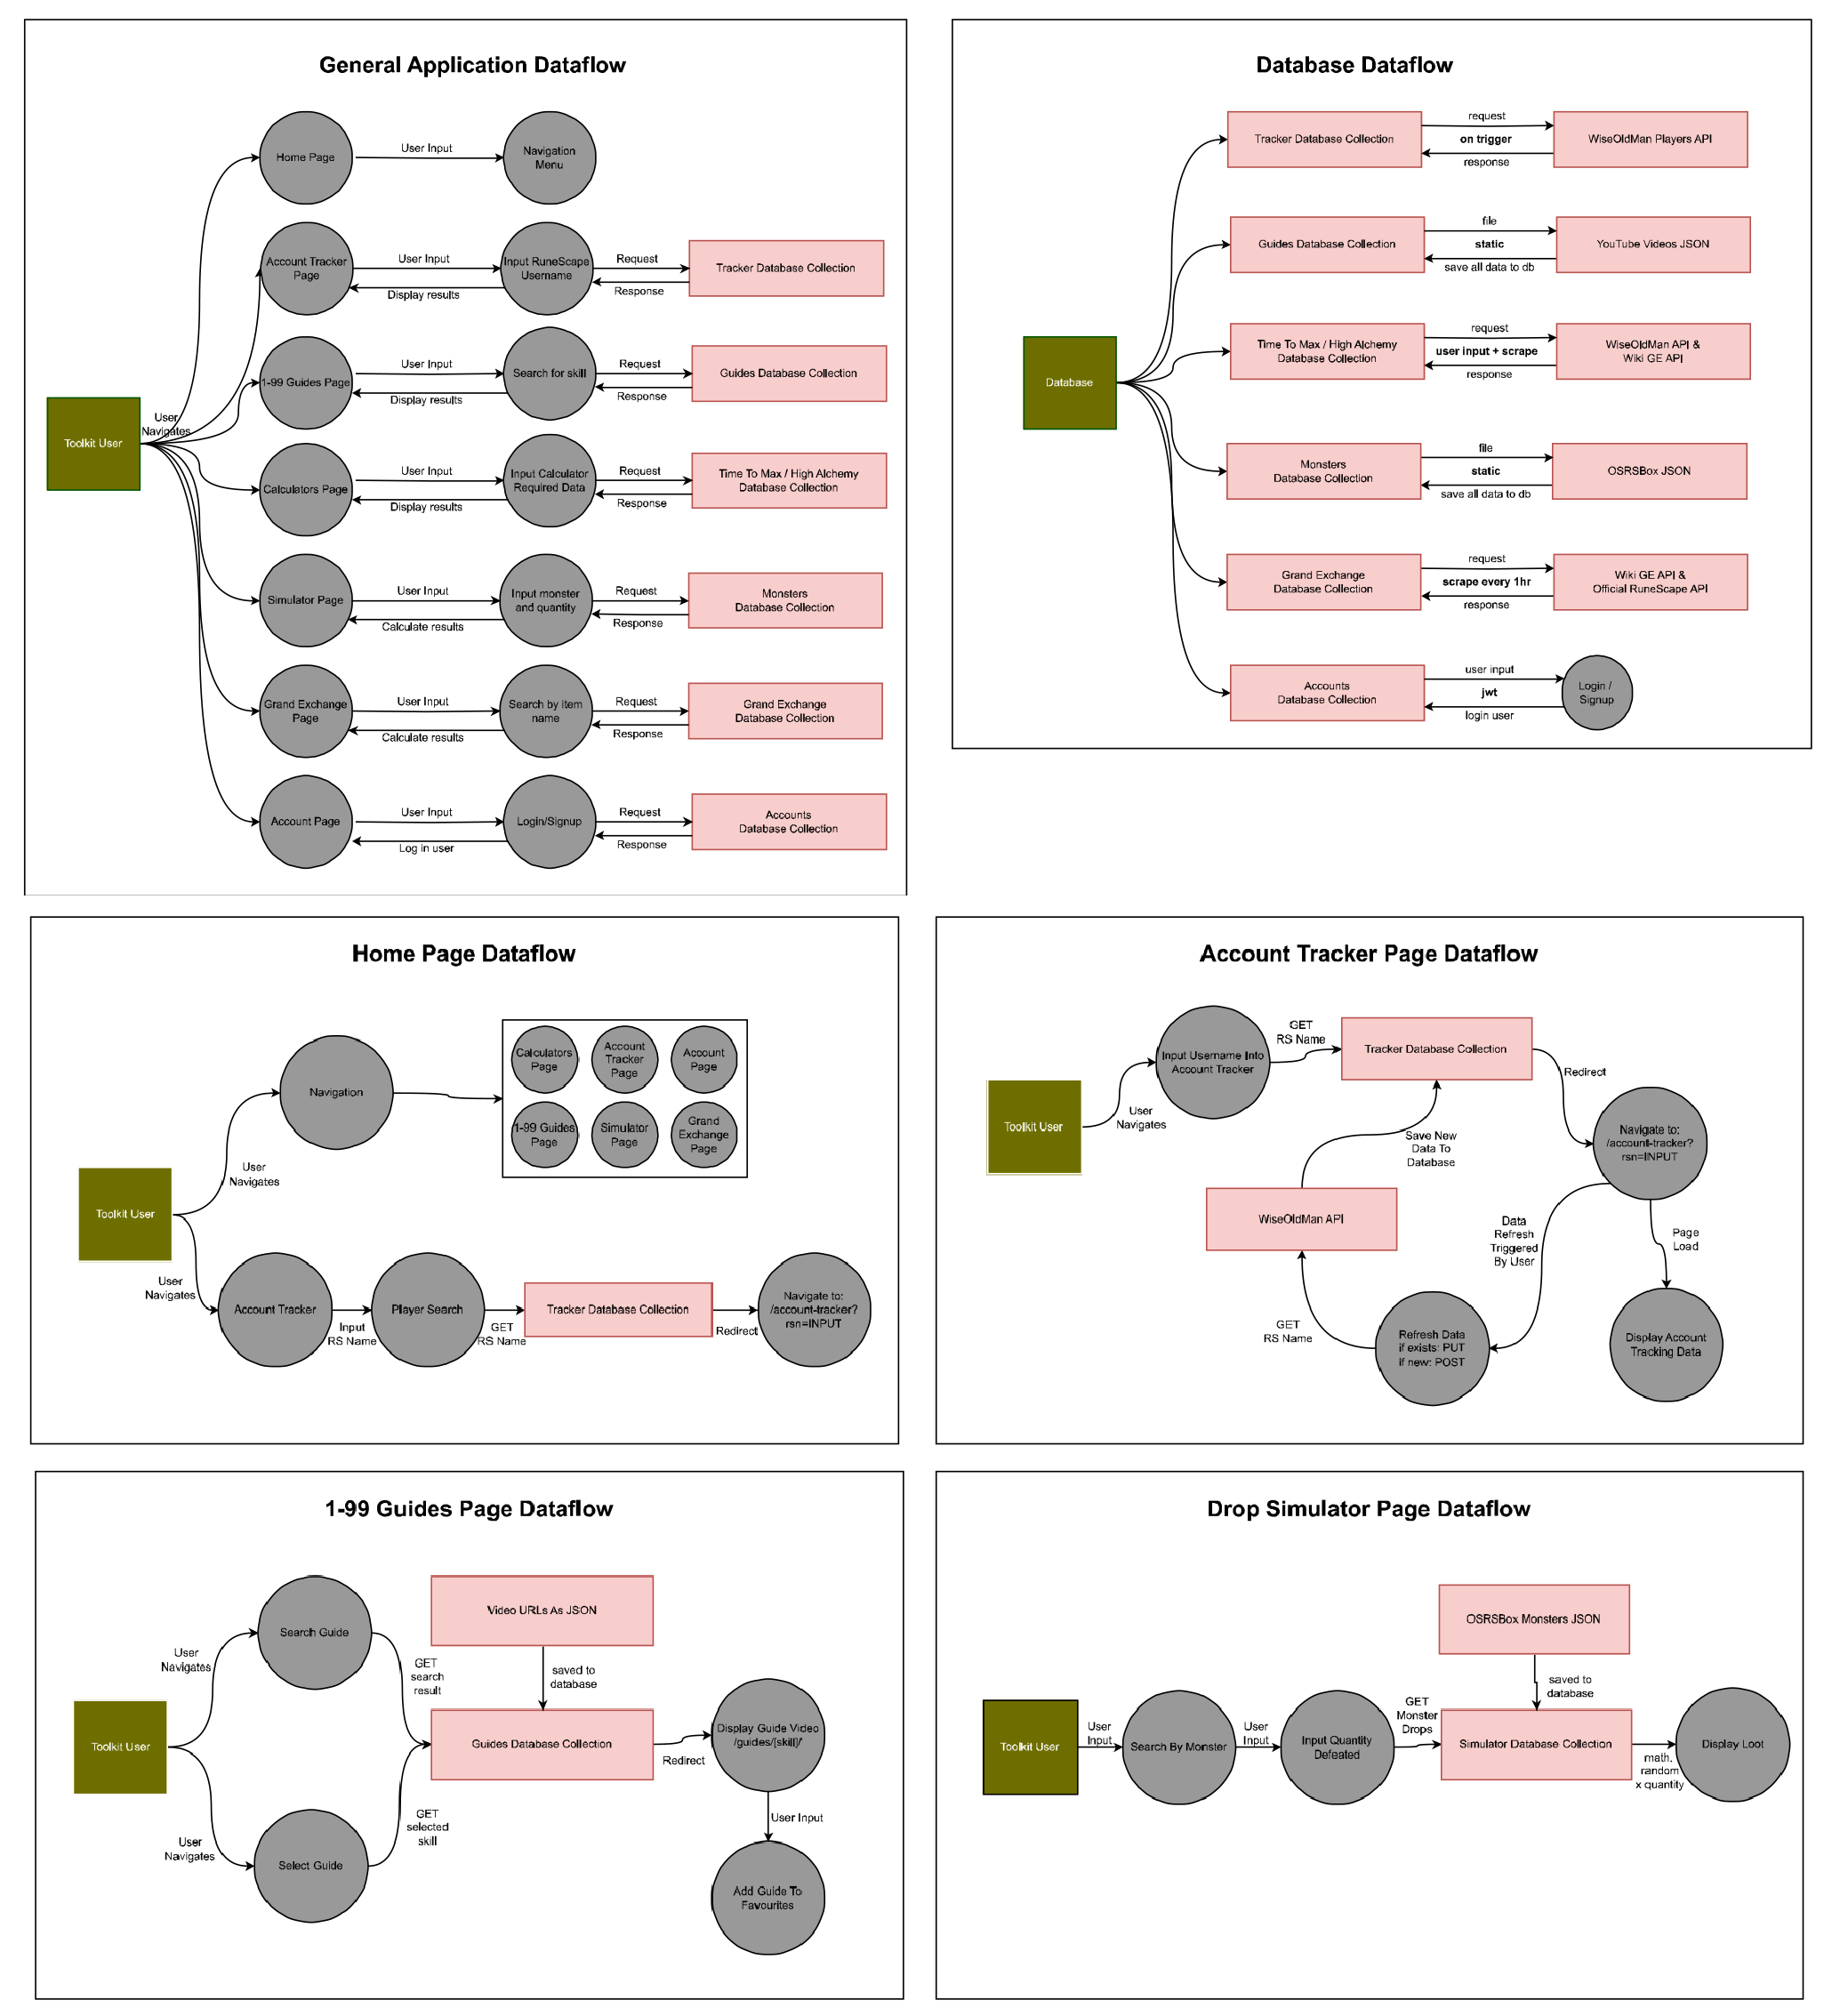 General Application Dataflow
Home Page
User Input
Navigation
Menu
Account Tracker
Page
User Input
Display results
Input RuneScape
Username
Request
Response
Tracker Database Collection
1-99 Guides Page
User Input
Display results
Search for skill
Request
Response
Guides Database Collection
Toolkit User
User
Navigates
Calculators Page
User Input
Display results
Input Calculator
Required Data
Request
Response
Time To Max / High Alchemy
Database Collection
Simulator Page
User Input
Calculate results
Input monster
and quantity
Request
Response
Monsters
Database Collection
Grand Exchange
Page
User Input
Calculate results
Search by item
name
Request
Response
Grand Exchange
Database Collection
Account Page
User Input
Log in user
Login/Signup
Request
Response
Accounts
Database Collection
Database Dataflow
Database
Tracker Database Collection
request
on trigger
response
WiseOldMan Players API
Guides Database Collection
file
static
save all data to db
YouTube Videos JSON
Time To Max / High Alchemy
Database Collection
request
user input + scrape
response
WiseOldMan API &
Wiki GE API
Monsters
Database Collection
file
static
save all data to db
OSRSBox JSON
Grand Exchange
Database Collection
request
scrape every 1hr
response
Wiki GE API &
Official RuneScape API
Accounts
Database Collection
user input
jwt
login user
Login /
Signup
Home Page Dataflow
Toolkit User
User
Navigates
Navigation
Calculators
Page
Account
Tracker
Page
Account
Page
1-99 Guides
Page
Simulator
Page
Grand
Exchange
Page
User
Navigates
Account Tracker
Input
RS Name
Player Search
GET
RS Name
Tracker Database Collection
Redirect
Navigate to:
/account-tracker?
rsn=INPUT
Account Tracker Page Dataflow
Toolkit User
User
Navigates
Input Username Into
Account Tracker
GET
RS Name
Tracker Database Collection
Redirect
Navigate to:
/account-tracker?
rsn=INPUT
Save New
Data To
Database
WiseOldMan API
Data
Refresh
Triggered
By User
Page
Load
GET
RS Name
Refresh Data
if exists: PUT
if new: POST
Display Account
Tracking Data
1-99 Guides Page Dataflow
Toolkit User
User
Navigates
Search Guide
GET
search
result
Video URLs As JSON
saved to
database
Guides Database Collection
Redirect
Display Guide Video
/guides/[skill]/'
User Input
Add Guide To
Favourites
User
Navigates
Select Guide
GET
selected
skill
Drop Simulator Page Dataflow
Toolkit User
User
Input
Search By Monster
User
Input
Input Quantity
Defeated
GET
Monster
Drops
OSRSBox Monsters JSON
saved to
database
Simulator Database Collection
math.
random
x quantity
Display Loot